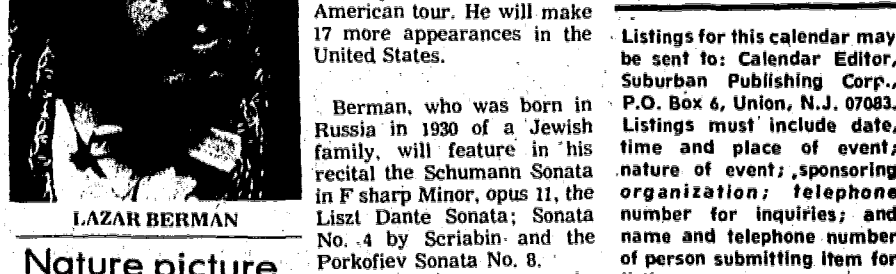 LAZAR BERMAN
Nature picture
American tour. He will make
17 more appearances in the
United States.
Berman, who was born in
Russia in 1930 of a Jewish
family, will feature in his
recital the Schumann Sonata
in F sharp Minor, opus 11, the
Liszt Dante Sonata; Sonata
No. 4 by Scriabin and the
Porkofiev Sonata No. 8.
Listings for this calendar may
be sent to: Calendar Editor,
Suburban Publishing Corp.,
P.O. Box 6, Union, N.J. 07083.
Listings must include date,
time and place of event;
nature of event; sponsoring
organization; telephone
number for inquiries; and
name and telephone number
of person submitting item for